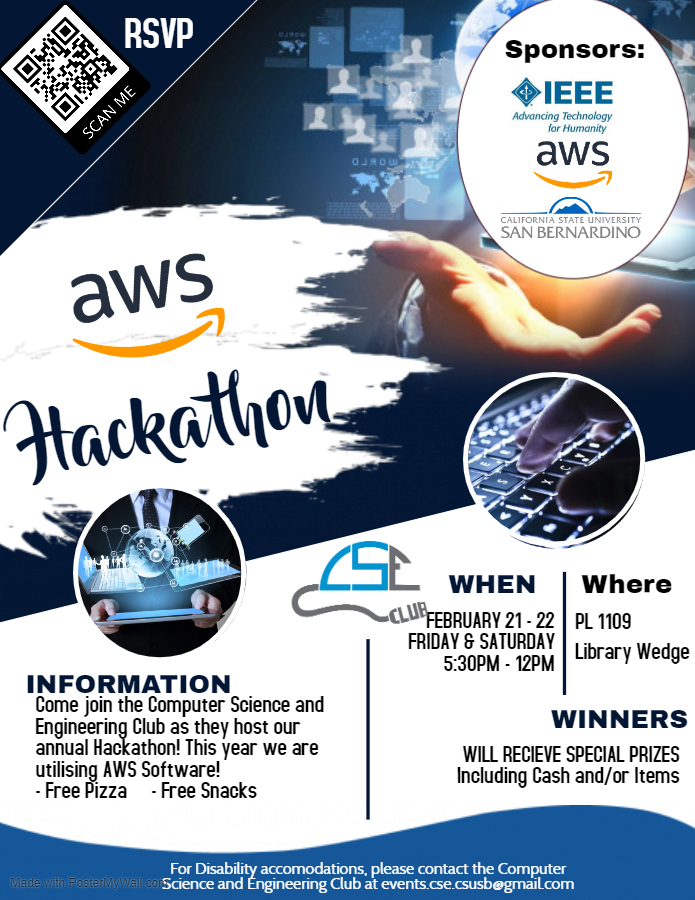 RSVP
SCAN ME
Sponsors:
IEEE
Advancing Technology
for Humanity
aws
CALIFORNIA STATE UNIVERSITY
SAN BERNARDINO
WORLD
aws
Hackathon
CSE
CLUB
WHEN
FEBRUARY 21 - 22
FRIDAY & SATURDAY
5:30PM - 12PM
Where
PL 1109
Library Wedge
INFORMATION
Come join the Computer Science and
Engineering Club as they host our
annual Hackathon! This year we are
utilising AWS Software!
- Free Pizza - Free Snacks
WINNERS
WILL RECIEVE SPECIAL PRIZES
Including Cash and/or Items
For Disability accomodations, please contact the Computer
Science and Engineering Club at events.cse.csusb@gmail.com
Made with PosterMyWall.com